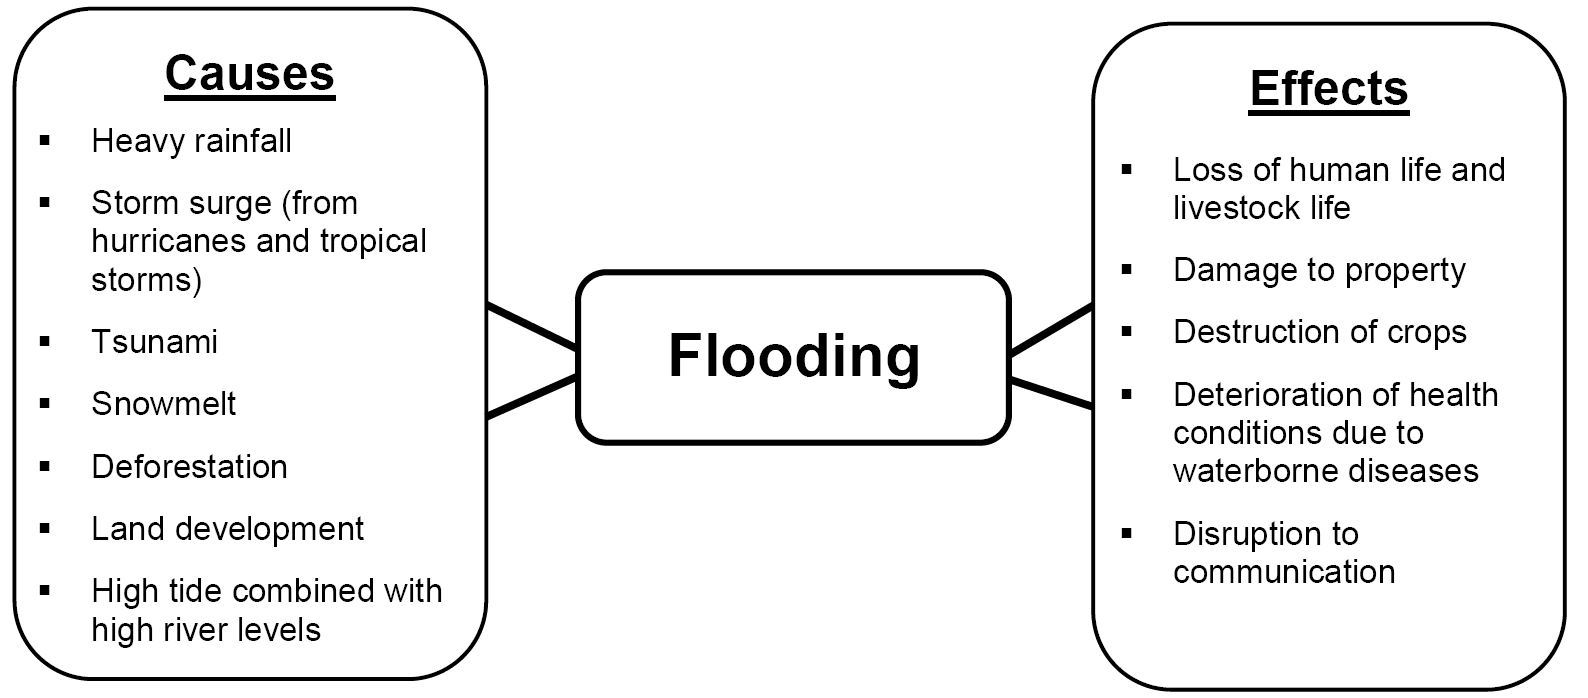 Causes
▪ Heavy rainfall
▪ Storm surge (from
hurricanes and tropical
storms)
▪ Tsunami
▪ Snowmelt
▪ Deforestation
▪ Land development
▪ High tide combined with
high river levels
Flooding
Effects
▪ Loss of human life and
livestock life
▪ Damage to property
▪ Destruction of crops
▪ Deterioration of health
conditions due to
waterborne diseases
▪ Disruption to
communication